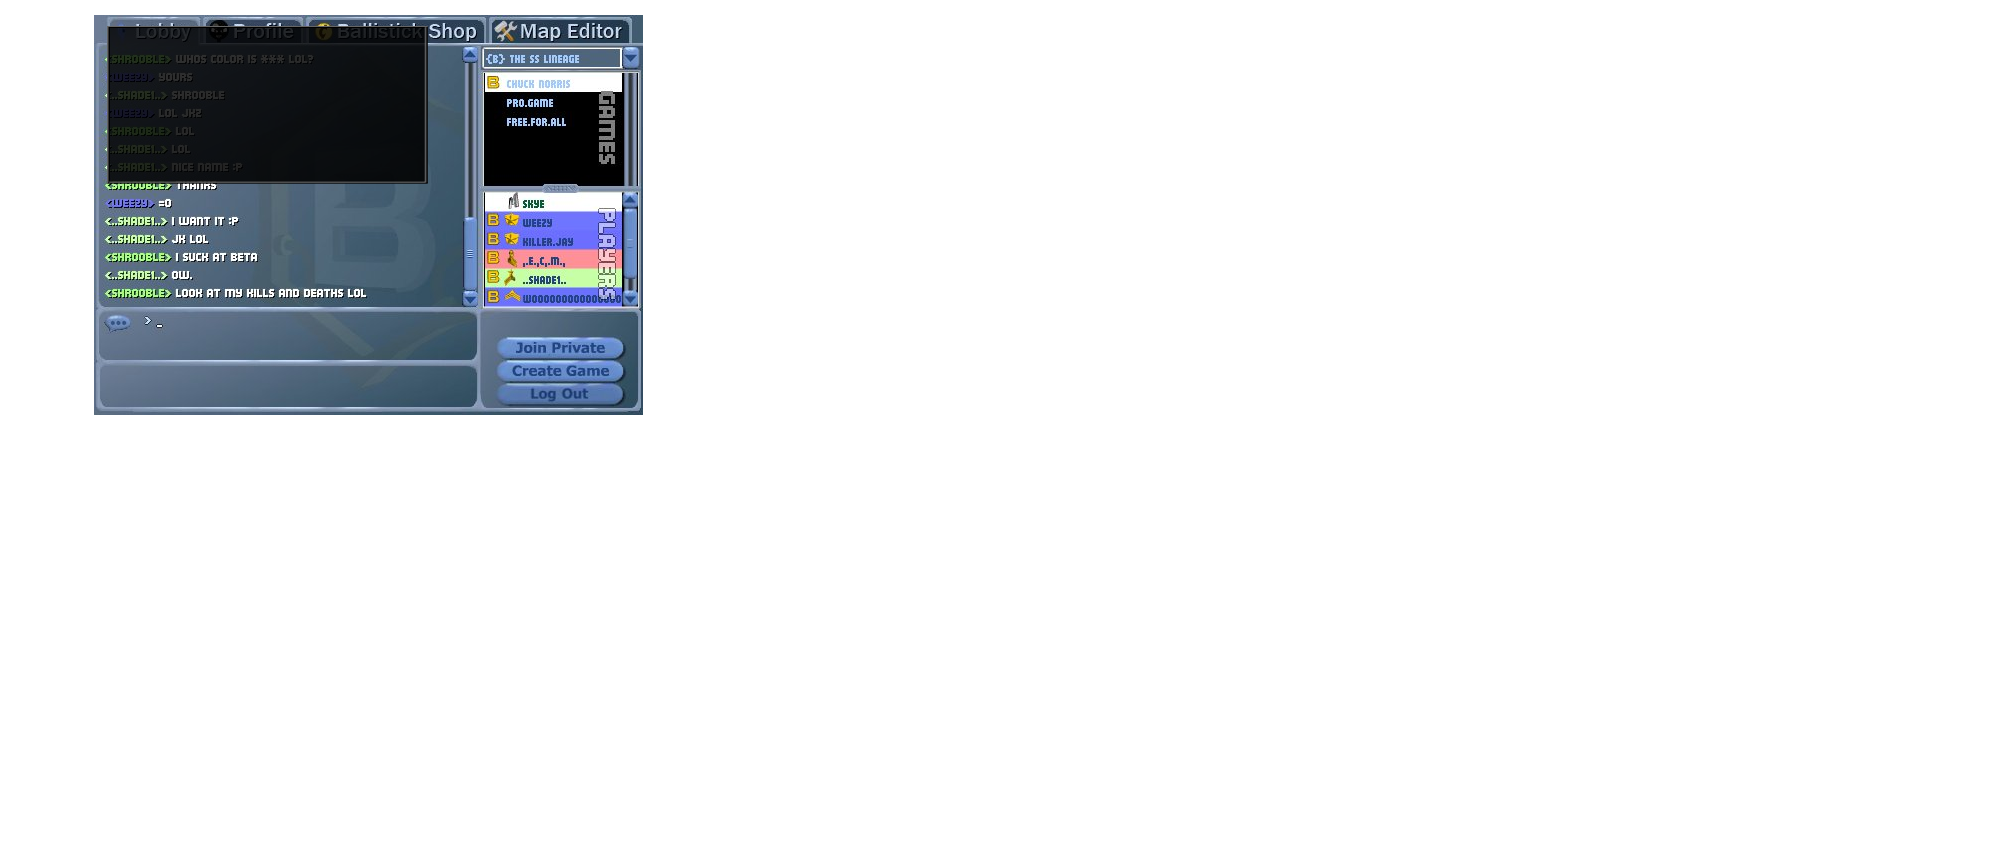 Lobby
Profile
Ballistick Shop
Map Editor
<SHROOBLE> WHOS COLOR IS *** LOL?
<WEEZY> YOURS
<..SHADE1..> SHROOBLE
<WEEZY> LOL JKZ
<SHROOBLE> LOL
<..SHADE1..> LOL
<..SHADE1..> NICE NAME :P
<SHROOBLE> THANKS
<WEEZY> =O
<..SHADE1..> I WANT IT :P
<..SHADE1..> JK LOL
<SHROOBLE> I SUCK AT BETA
<..SHADE1..> OW.
<SHROOBLE> LOOK AT MY KILLS AND DEATHS LOL
> _
{B} THE SS LINEAGE
B CHUCK NORRIS
PRO.GAME
FREE.FOR.ALL
GAMES
SKYE
B WEEZY
B KILLER.JAY
B ,.E.,C,.M.,
B ..SHADE1..
B
PLAYERS
Join Private
Create Game
Log Out